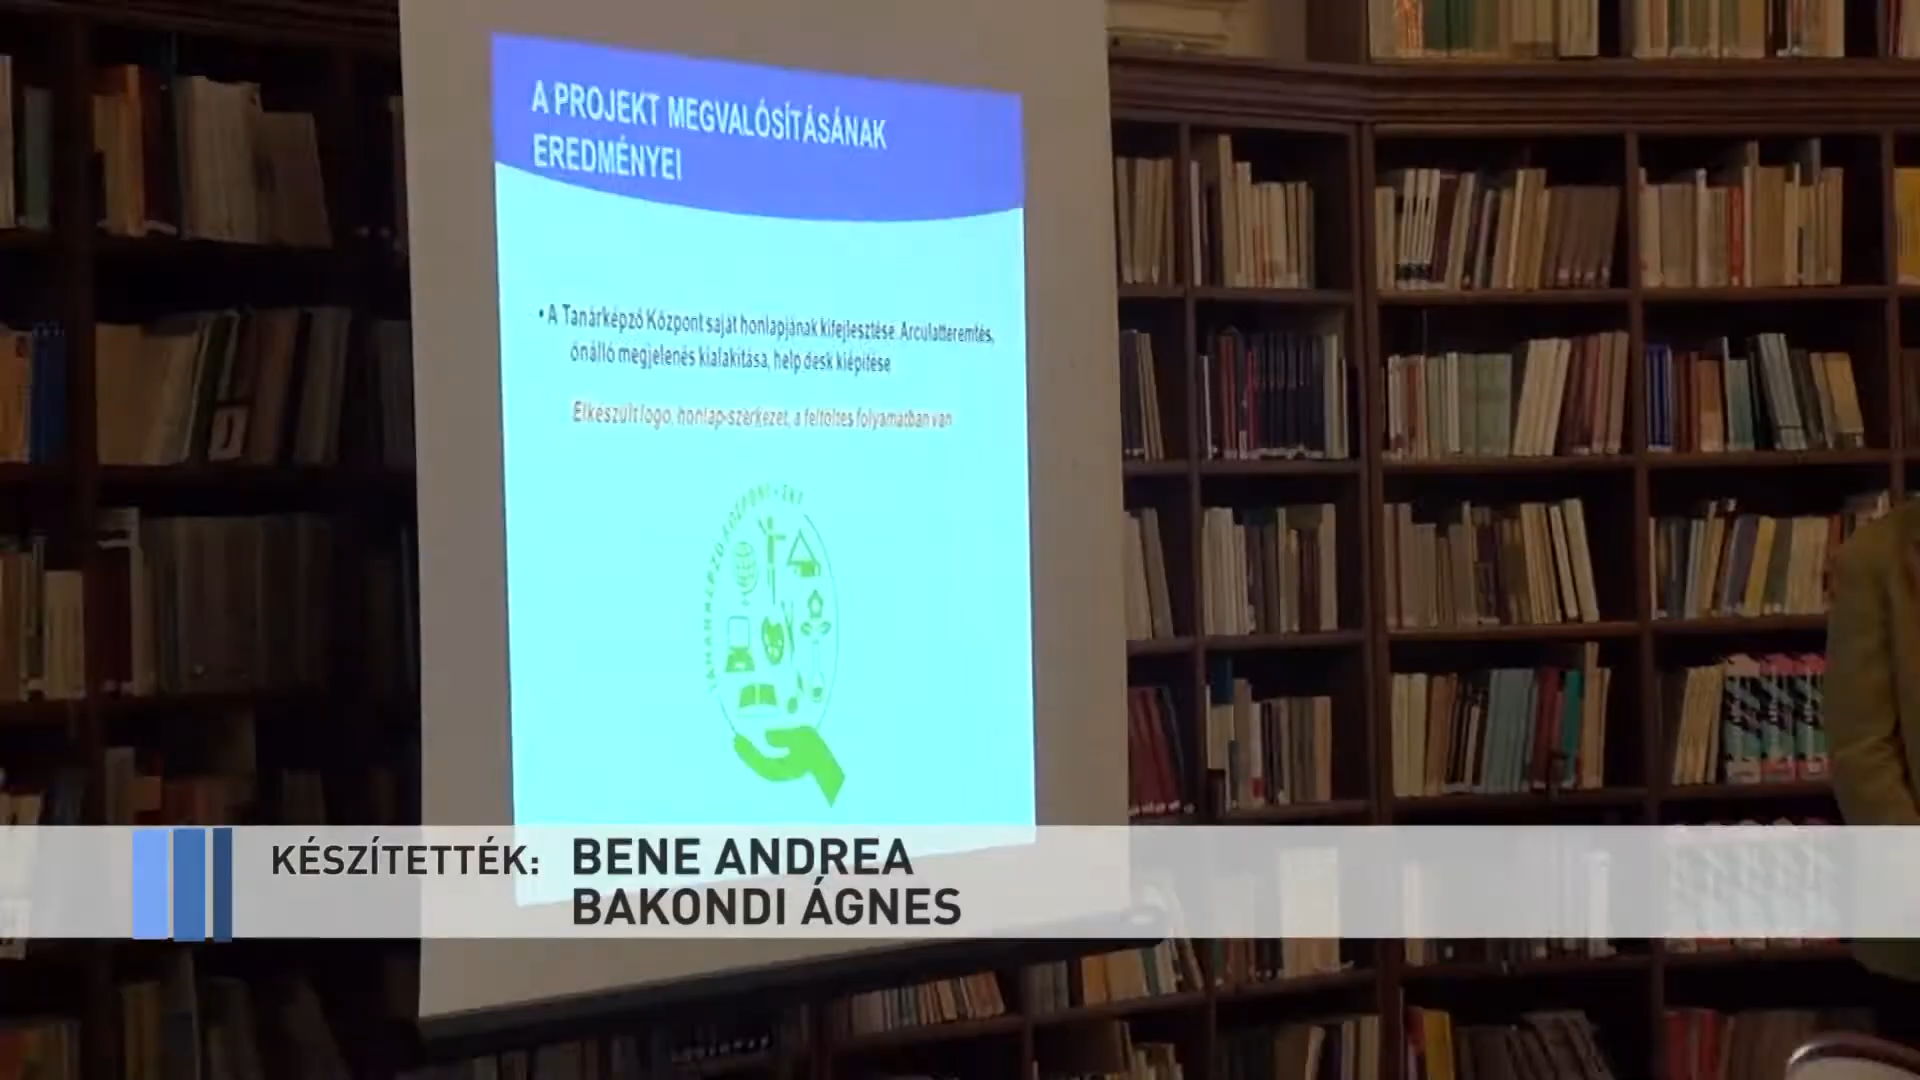 A PROJEKT MEGVALÓSÍTÁSÁNAK
EREDMÉNYEI
• A Tanárképző Központ saját honlapjának kifejlesztése. Arculatteremtés,
önálló megjelenés kialakítása, help desk kiépítése
Elkészült logo, honlap-szerkezet, a feltöltés folyamatban van
KÉSZÍTETTÉK: BENE ANDREA
BAKONDI ÁGNES